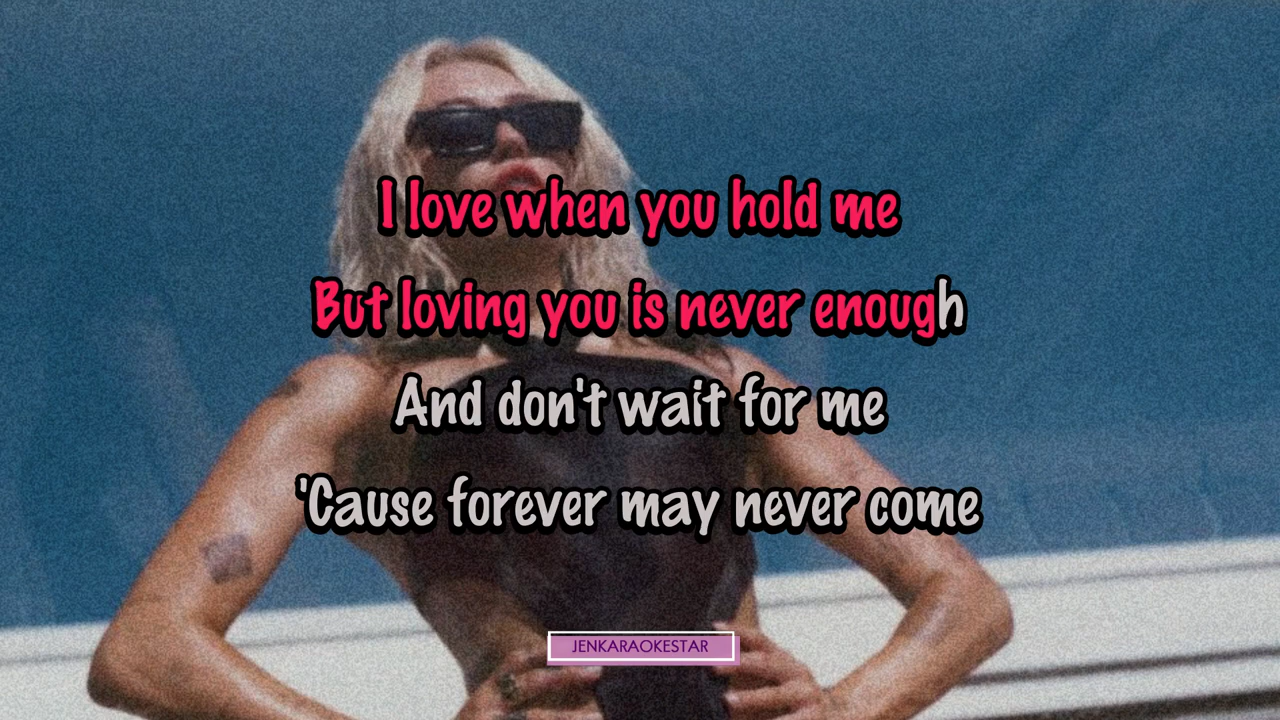 I love when you hold me
But loving you is never enough
And don't wait for me
'Cause forever may never come
JENKARAOKESTAR